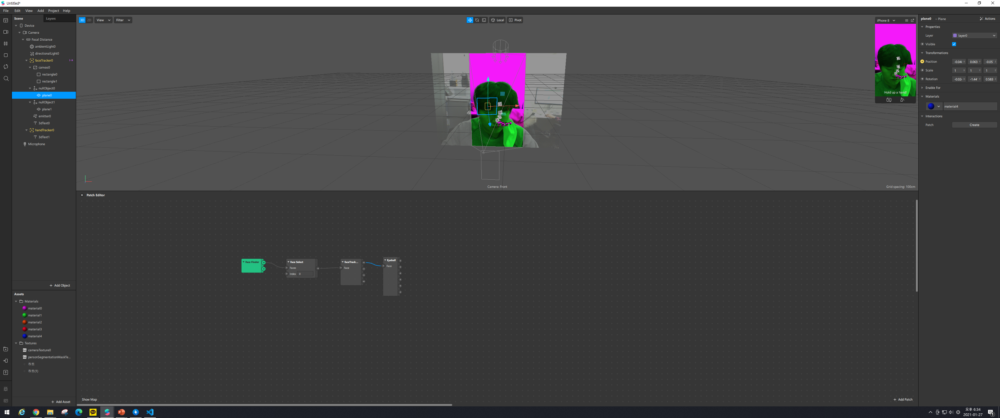 Untitled*
File Edit View Add Project Help
Scene Layers
Device
Camera
Focal Distance
ambientLight0
directionalLight0
faceTracker0
canvas0
rectangle0
rectangle1
nullObject0
plane0
nullObject1
plane1
emitter0
3dText0
handTracker0
3dText1
Microphone
+ Add Object
Assets
Materials
material0
material1
material2
material3
material4
Textures
cameraTexture0
personSegmentationMaskTe...
하트
하트(1)
+ Add Asset
3D 2D View Filter
Local Pivot
Camera: Front
Grid spacing: 100cm
iPhone 8
Hold up a hand!
Patch Editor
Face Finder
Face Select
Faces
Index 0
faceTrack...
Face
Eyeball
Face
Show Map
+ Add Patch
plane0 – Plane Actions
Properties
Layer layer0
Visible
Transformations
Position -0.041 X 0.063 Y -0.05 Z
Scale 1 X 1 Y 1 Z
Rotation -0.02 X -1.44 Y 0.583 Z
Enable For
Materials
material4
Interactions
Patch Create
TALK
오후 6:34
2021-01-27
1